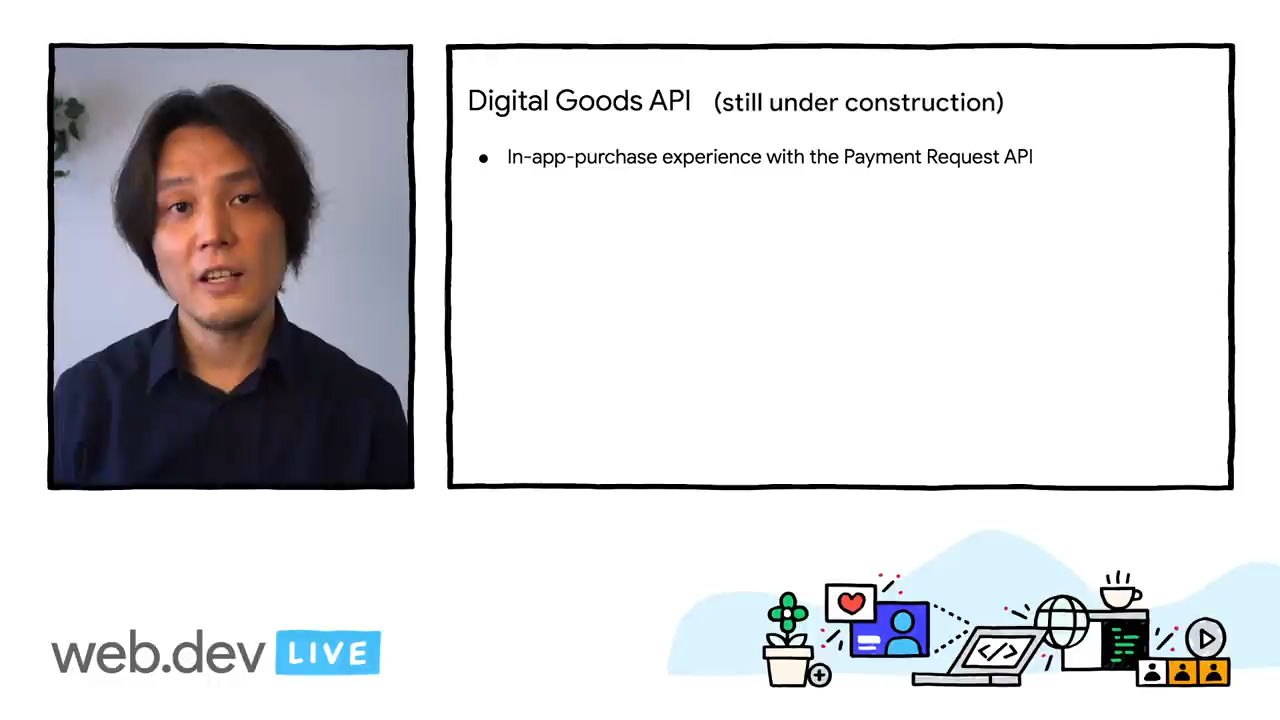 Digital Goods API (still under construction)
● In-app-purchase experience with the Payment Request API
</>
web.dev LIVE